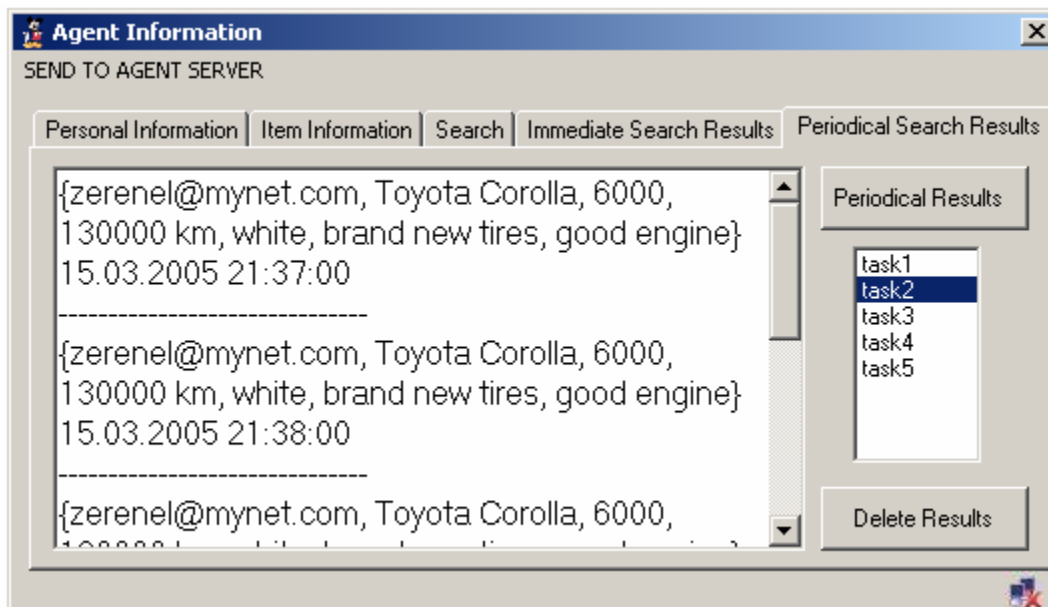 Agent Information
SEND TO AGENT SERVER
Personal Information
Item Information
Search
Immediate Search Results
Periodical Search Results
{zerenel@mynet.com, Toyota Corolla, 6000,
130000 km, white, brand new tires, good engine}
15.03.2005 21:37:00
-------------------------------
{zerenel@mynet.com, Toyota Corolla, 6000,
130000 km, white, brand new tires, good engine}
15.03.2005 21:38:00
-------------------------------
{zerenel@mynet.com, Toyota Corolla, 6000,
Periodical Results
task1
task2
task3
task4
task5
Delete Results